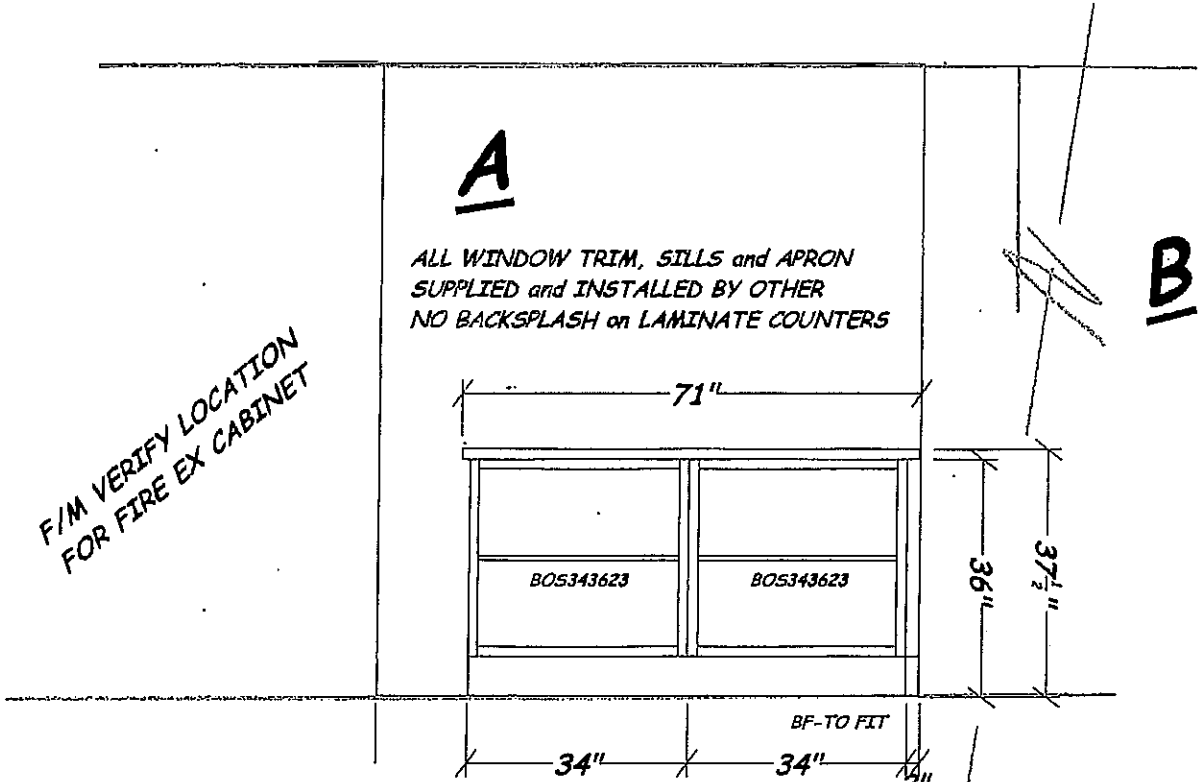 A
ALL WINDOW TRIM, SILLS and APRON
SUPPLIED and INSTALLED BY OTHER
NO BACKSPLASH on LAMINATE COUNTERS
B
F/M VERIFY LOCATION
FOR FIRE EX CABINET
71"
BOS343623
BOS343623
36"
37½"
BF-TO FIT
34"
34"